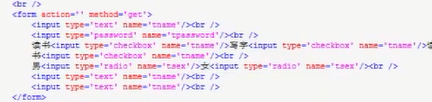 <br />
<form action='' method='get'>
<input type='text' name='tname'/><br />
<input type='password' name='tpassword'/><br />
读书<input type='checkbox' name='tname'/>写字<input type='checkbox' name='tname'/>
书<input type='checkbox' name='tname'/><br />
男<input type='radio' name='tsex'/>女<input type='radio' name='tsex'/><br />
<input type='text' name='tname'/><br />
<input type='text' name='tname'/><br />
</form>